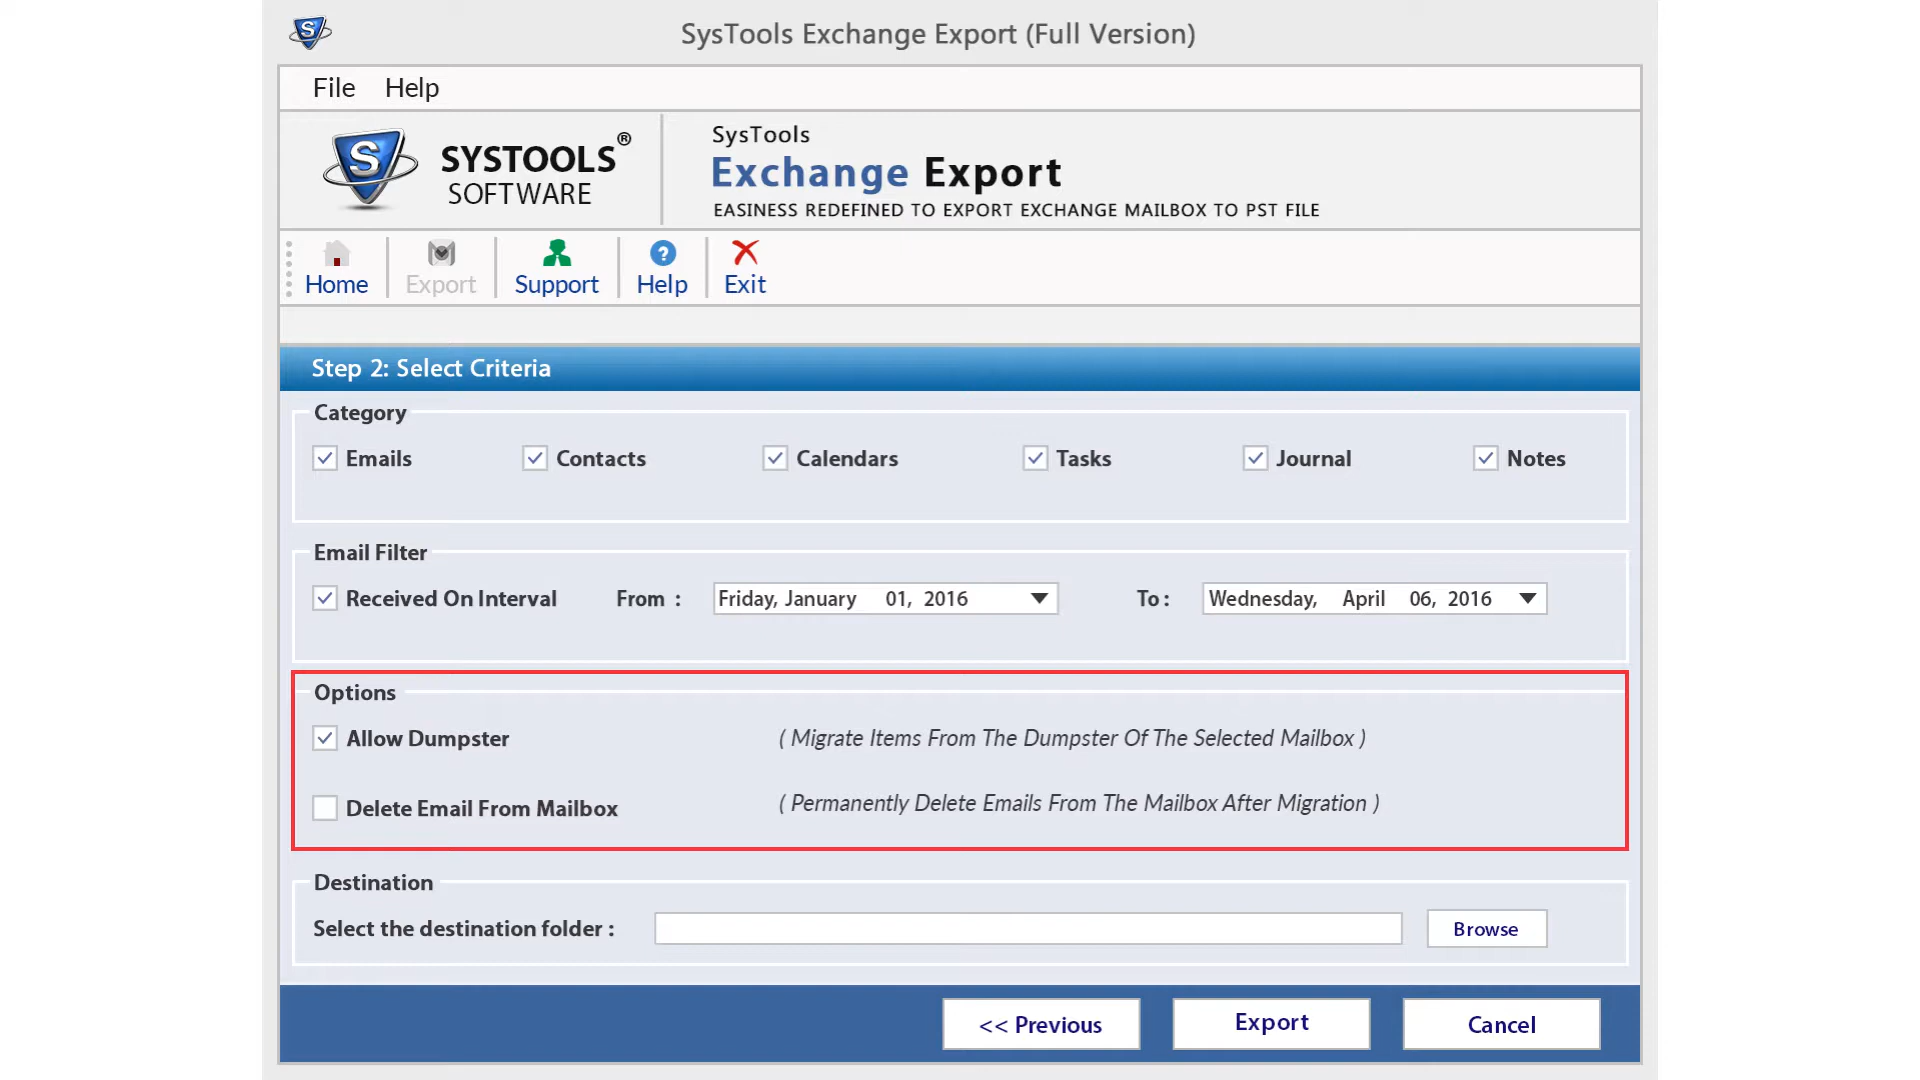 SysTools Exchange Export (Full Version)
File Help
S SYSTOOLS®
SOFTWARE
SysTools
Exchange Export
EASINESS REDEFINED TO EXPORT EXCHANGE MAILBOX TO PST FILE
Home Export Support Help Exit
Step 2: Select Criteria
Category
Emails Contacts Calendars Tasks Journal Notes
Email Filter
Received On Interval From : Friday, January 01, 2016 To : Wednesday, April 06, 2016
Options
Allow Dumpster ( Migrate Items From The Dumpster Of The Selected Mailbox )
Delete Email From Mailbox ( Permanently Delete Emails From The Mailbox After Migration )
Destination
Select the destination folder : Browse
<< Previous Export Cancel